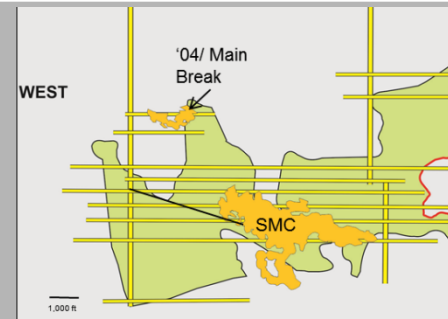 '04/ Main
Break
WEST
SMC
1,000 ft